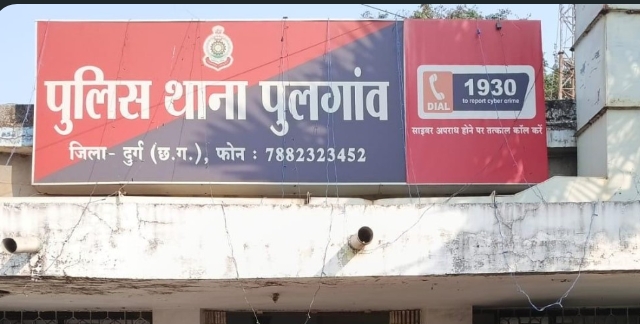 पुलिस थाना पुलगांव
जिला- दुर्ग (छ.ग.), फोन : 7882323452
DIAL
1930
to report cyber crime
साइबर अपराध होने पर तत्काल कॉल करें